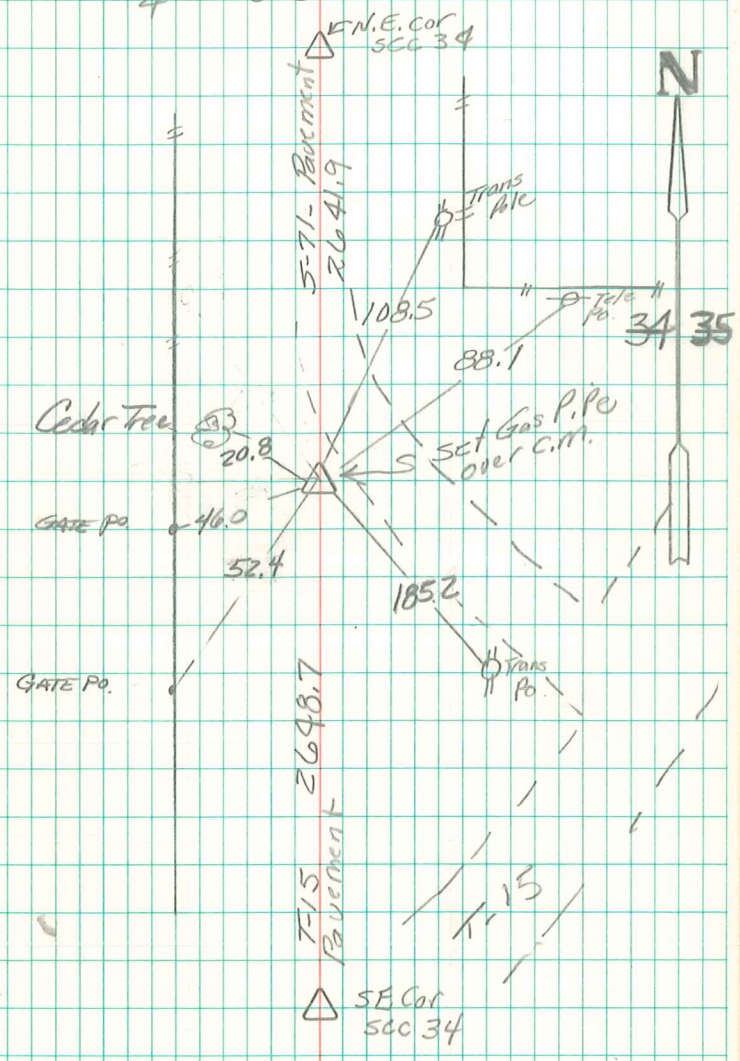 N.E. Cor
SEC 34
N
5-71- Pavement
2641.9
Trans
Pole
108.5
Tele
Po.
34 35
88.1
Cedar Tree
20.8
Set Gas Pipe
over C.M.
GATE PO.
46.0
52.4
185.2
GATE PO.
Trans
Po.
2648.7
T-15
Pavement
T-15
SE Cor
SEC 34